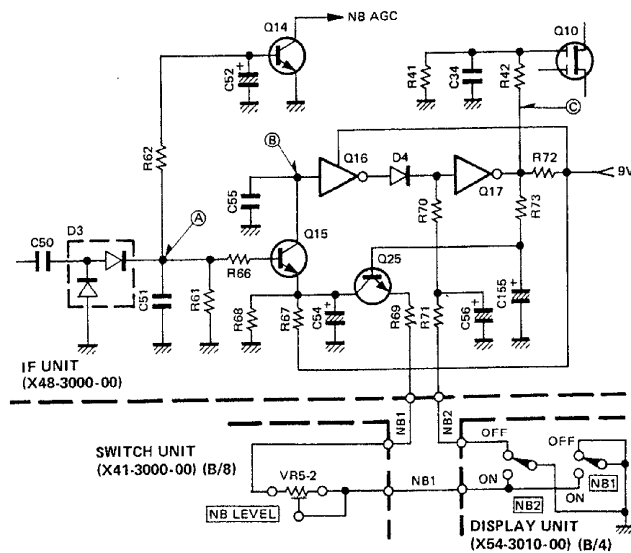 Q14
NB AGC
Q10
C52
+
R41
C34
R42
C
R62
B
Q16
D4
Q17
R72
9V
C55
R70
R73
D3
A
Q15
Q25
C50
R66
C51
R61
R68
R67
C54
+
R69
R71
C56
+
C155
+
IF UNIT
(X48-3000-00)
NB1
NB2
SWITCH UNIT
(X41-3000-00) (B/8)
OFF
OFF
VR5-2
NB1
ON
ON
NB1
NB LEVEL
NB2
DISPLAY UNIT
(X54-3010-00) (B/4)